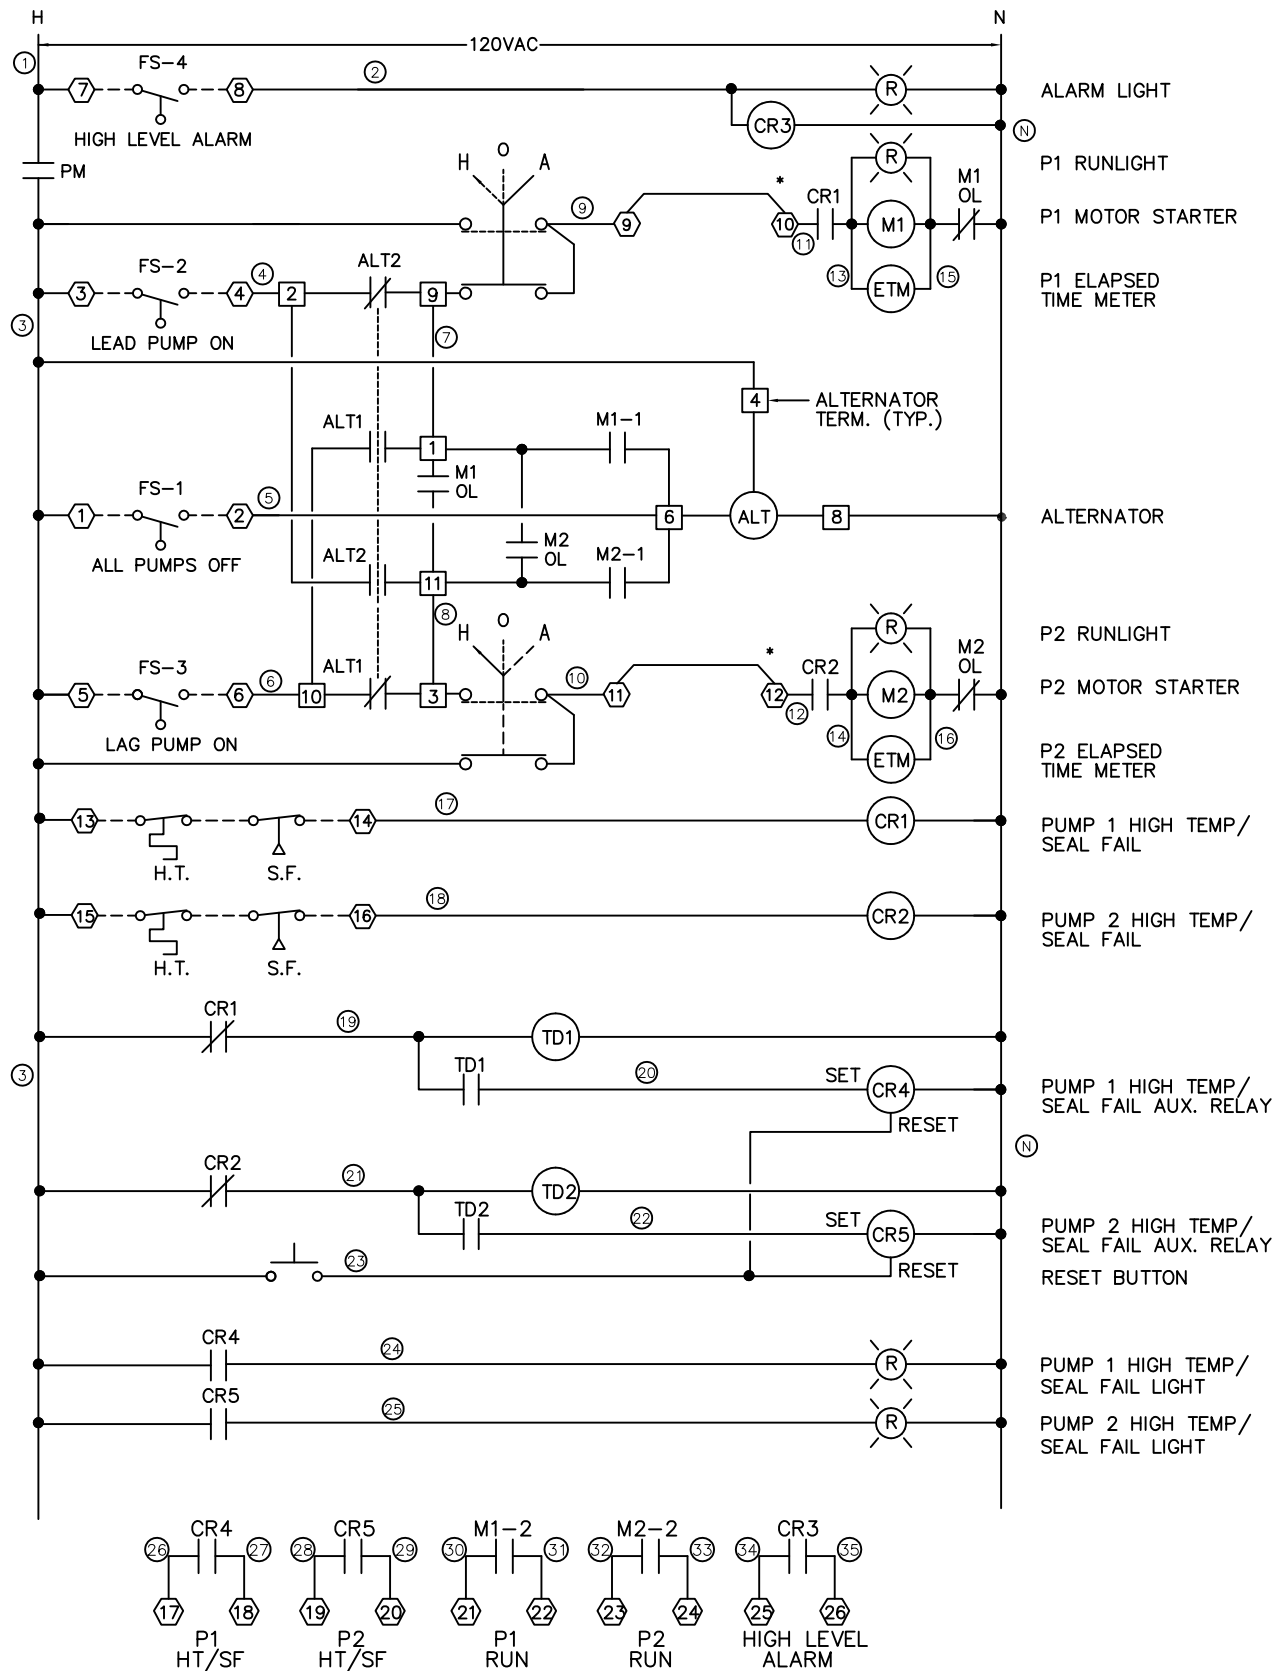 H N
120VAC
1 FS-4 2
7 8 R ALARM LIGHT
HIGH LEVEL ALARM CR3 N
PM H O A * R P1 RUNLIGHT
9 CR1 M1
OL
9 10 M1 P1 MOTOR STARTER
11
FS-2 4 ALT2 13 15
3 4 2 9 ETM P1 ELAPSED
TIME METER
3 LEAD PUMP ON 7
4 ALTERNATOR
TERM. (TYP.)
ALT1 M1-1
1
M1
OL
FS-1 5
1 2 6 ALT 8 ALTERNATOR
ALL PUMPS OFF ALT2 M2 M2-1
OL
11
8 H O A * R P2 RUNLIGHT
FS-3 6 ALT1 10 CR2 M2
OL
5 6 10 3 11 12 M2 P2 MOTOR STARTER
LAG PUMP ON 12 14 16
ETM P2 ELAPSED
TIME METER
17
13 14 CR1 PUMP 1 HIGH TEMP/
SEAL FAIL
H.T. S.F.
18
15 16 CR2 PUMP 2 HIGH TEMP/
SEAL FAIL
H.T. S.F.
CR1 19 TD1
3 TD1 20 SET CR4 PUMP 1 HIGH TEMP/
SEAL FAIL AUX. RELAY
RESET
N
CR2 21 TD2
TD2 22 SET CR5 PUMP 2 HIGH TEMP/
SEAL FAIL AUX. RELAY
23 RESET RESET BUTTON
CR4 24 R PUMP 1 HIGH TEMP/
SEAL FAIL LIGHT
CR5 25 R PUMP 2 HIGH TEMP/
SEAL FAIL LIGHT
CR4 CR5 M1-2 M2-2 CR3
26 27 28 29 30 31 32 33 34 35
17 18 19 20 21 22 23 24 25 26
P1 P2 P1 P2 HIGH LEVEL
HT/SF HT/SF RUN RUN ALARM